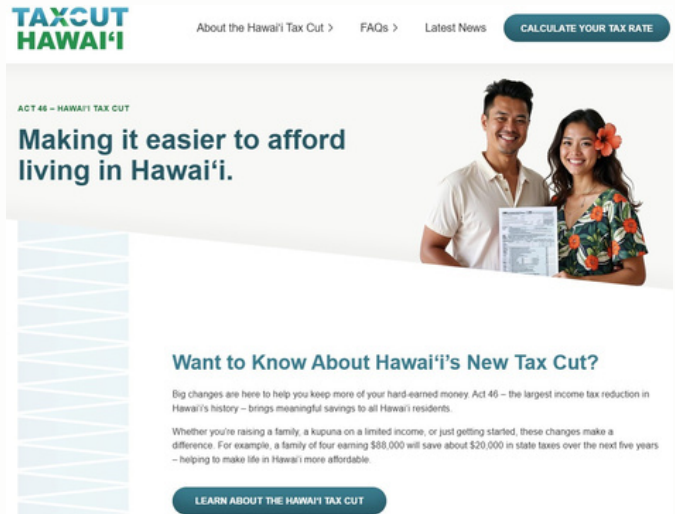 TAXCUT
HAWAIʻI
About the Hawaiʻi Tax Cut >
FAQs >
Latest News
CALCULATE YOUR TAX RATE
ACT 46 – HAWAIʻI TAX CUT
Making it easier to afford
living in Hawaiʻi.
Want to Know About Hawaiʻi's New Tax Cut?
Big changes are here to help you keep more of your hard-earned money. Act 46 – the largest income tax reduction in
Hawaiʻi's history – brings meaningful savings to all Hawaiʻi residents.
Whether you're raising a family, a kupuna on a limited income, or just getting started, these changes make a
difference. For example, a family of four earning $88,000 will save about $20,000 in state taxes over the next five years
– helping to make life in Hawaiʻi more affordable.
LEARN ABOUT THE HAWAIʻI TAX CUT